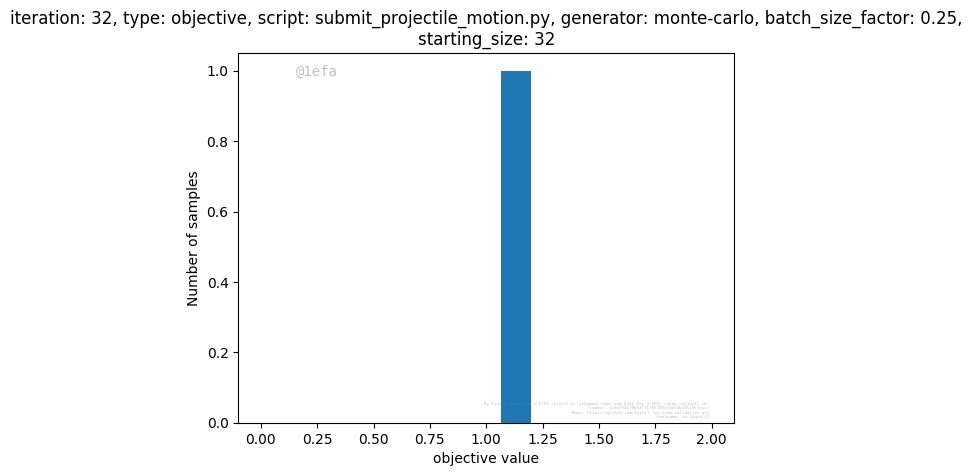 iteration: 32, type: objective, script: submit_projectile_motion.py, generator: monte-carlo, batch_size_factor: 0.25,
starting_size: 32
@1efa
1.0
0.8
0.6
0.4
0.2
0.0
Number of samples
0.00 0.25 0.50 0.75 1.00 1.25 1.50 1.75 2.00
objective value